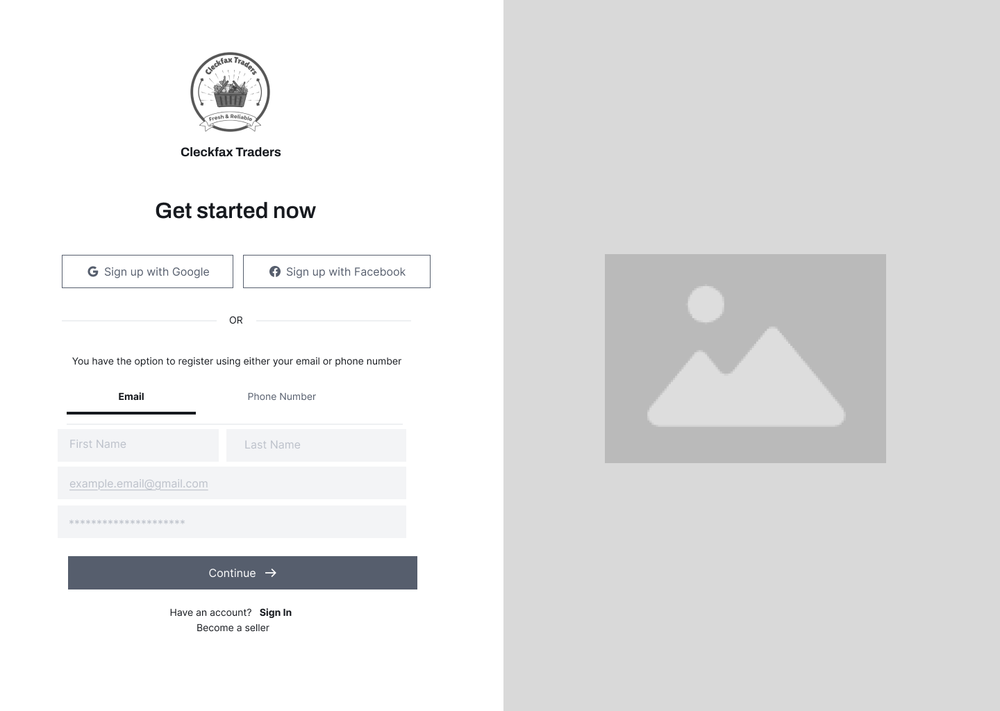 Cleckfax Traders
Fresh & Reliable
Cleckfax Traders
Get started now
Sign up with Google
Sign up with Facebook
OR
You have the option to register using either your email or phone number
Email
Phone Number
First Name
Last Name
example.email@gmail.com
*********************
Continue
Have an account? Sign In
Become a seller